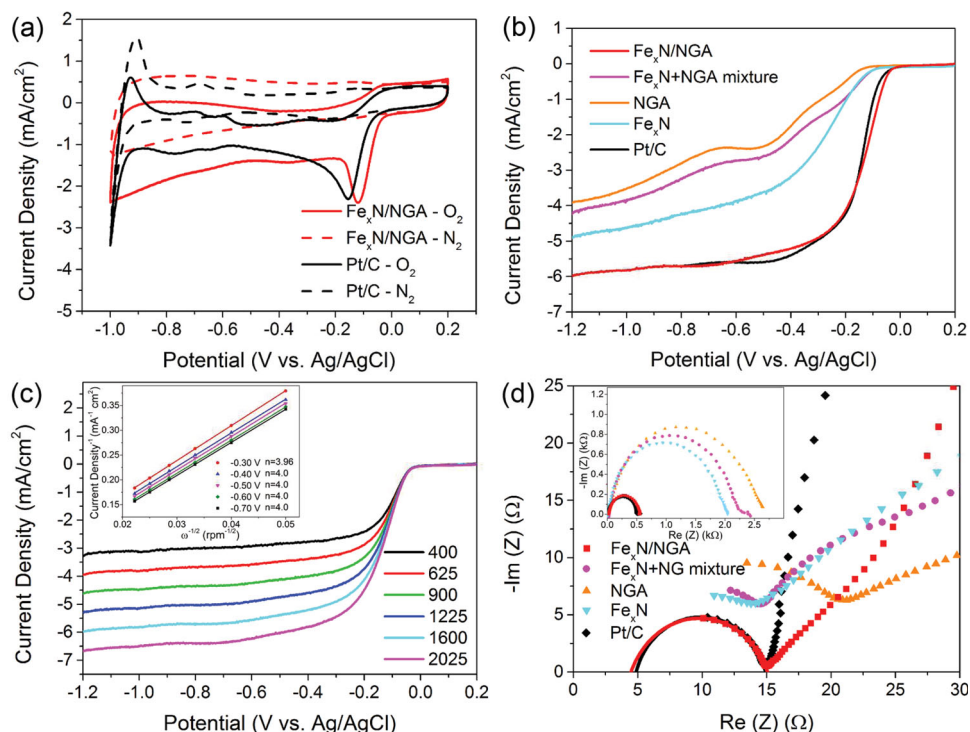 (a)
2
1
0
-1
-2
-3
-4
-5
Current Density (mA/cm²)
FeₓN/NGA - O₂
FeₓN/NGA - N₂
Pt/C - O₂
Pt/C - N₂
-1.0 -0.8 -0.6 -0.4 -0.2 0.0 0.2
Potential (V vs. Ag/AgCl)
(b)
1
0
-1
-2
-3
-4
-5
-6
-7
Current Density (mA/cm²)
FeₓN/NGA
FeₓN+NGA mixture
NGA
FeₓN
Pt/C
-1.2 -1.0 -0.8 -0.6 -0.4 -0.2 0.0 0.2
Potential (V vs. Ag/AgCl)
(c)
2
1
0
-1
-2
-3
-4
-5
-6
-7
Current Density (mA/cm²)
Current Density⁻¹ (mA⁻¹ cm²)
0.35
0.30
0.25
0.20
0.15
-0.30 V n=3.96
-0.40 V n=4.0
-0.50 V n=4.0
-0.60 V n=4.0
-0.70 V n=4.0
0.02 0.03 0.04 0.05
ω⁻¹/² (rpm⁻¹/²)
400
625
900
1225
1600
2025
-1.2 -1.0 -0.8 -0.6 -0.4 -0.2 0.0 0.2
Potential (V vs. Ag/AgCl)
(d)
25
20
15
10
5
0
-Im (Z) (Ω)
-Im (Z) (kΩ)
1.2
1.0
0.8
0.6
0.4
0.2
0.0
0.0 0.5 1.0 1.5 2.0 2.5 3.0
Re (Z) (kΩ)
FeₓN/NGA
FeₓN+NG mixture
NGA
FeₓN
Pt/C
0 5 10 15 20 25 30
Re (Z) (Ω)